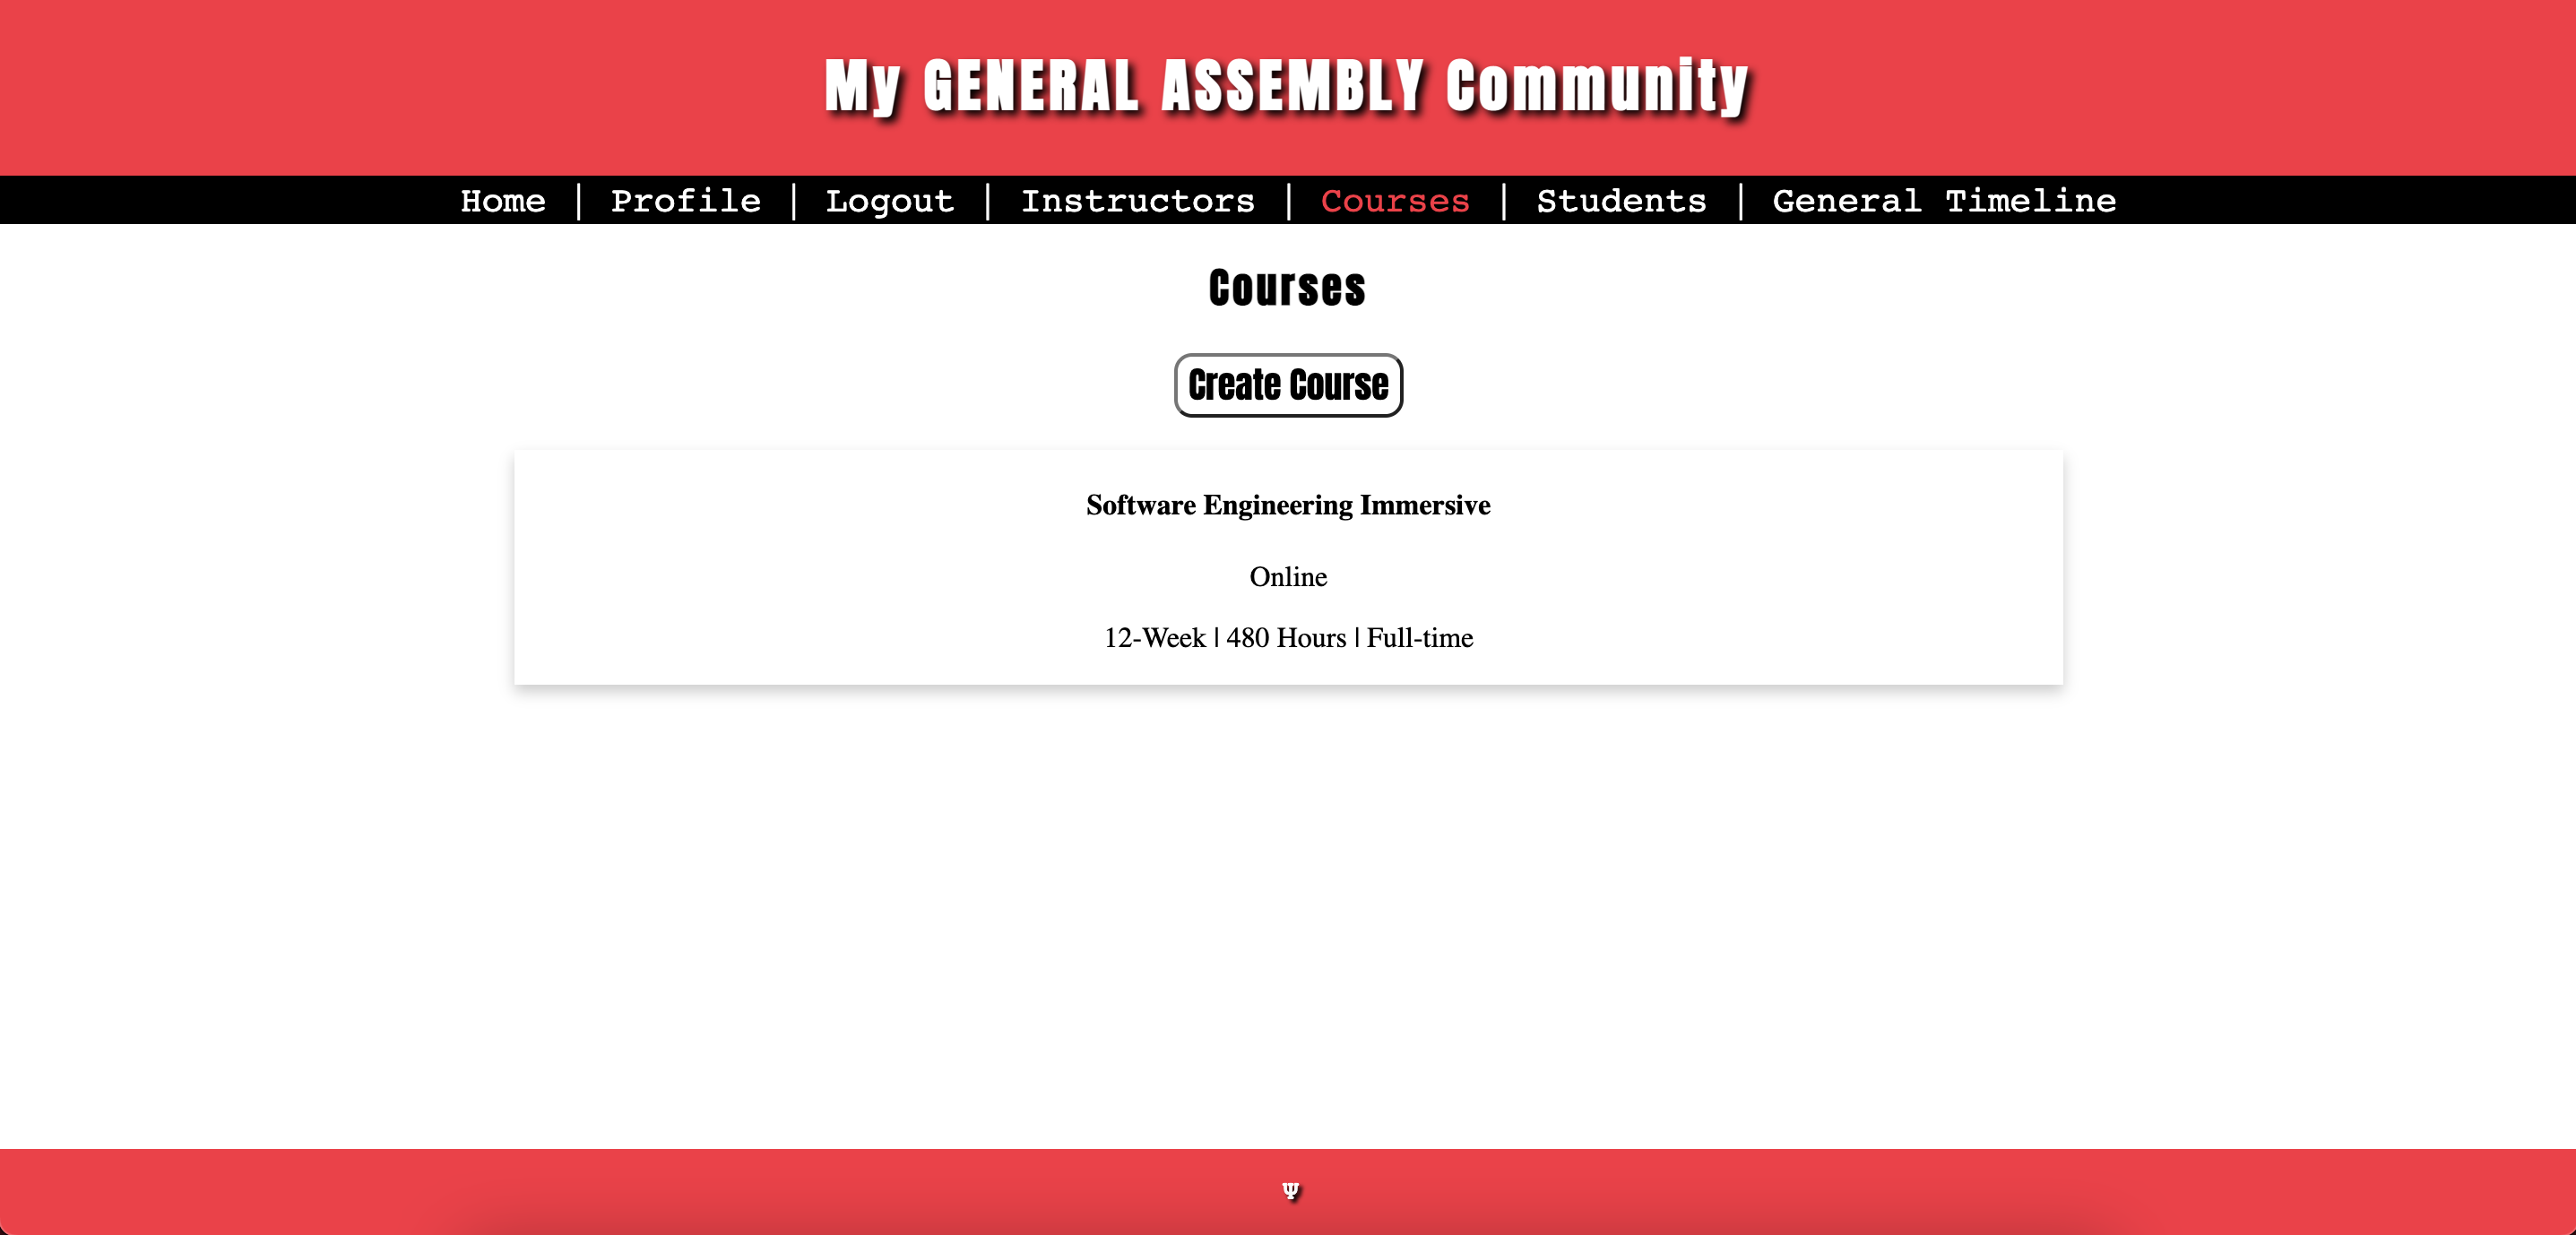 My GENERAL ASSEMBLY Community
Home | Profile | Logout | Instructors | Courses | Students | General Timeline
Courses
Create Course
Software Engineering Immersive
Online
12-Week | 480 Hours | Full-time
Ψ